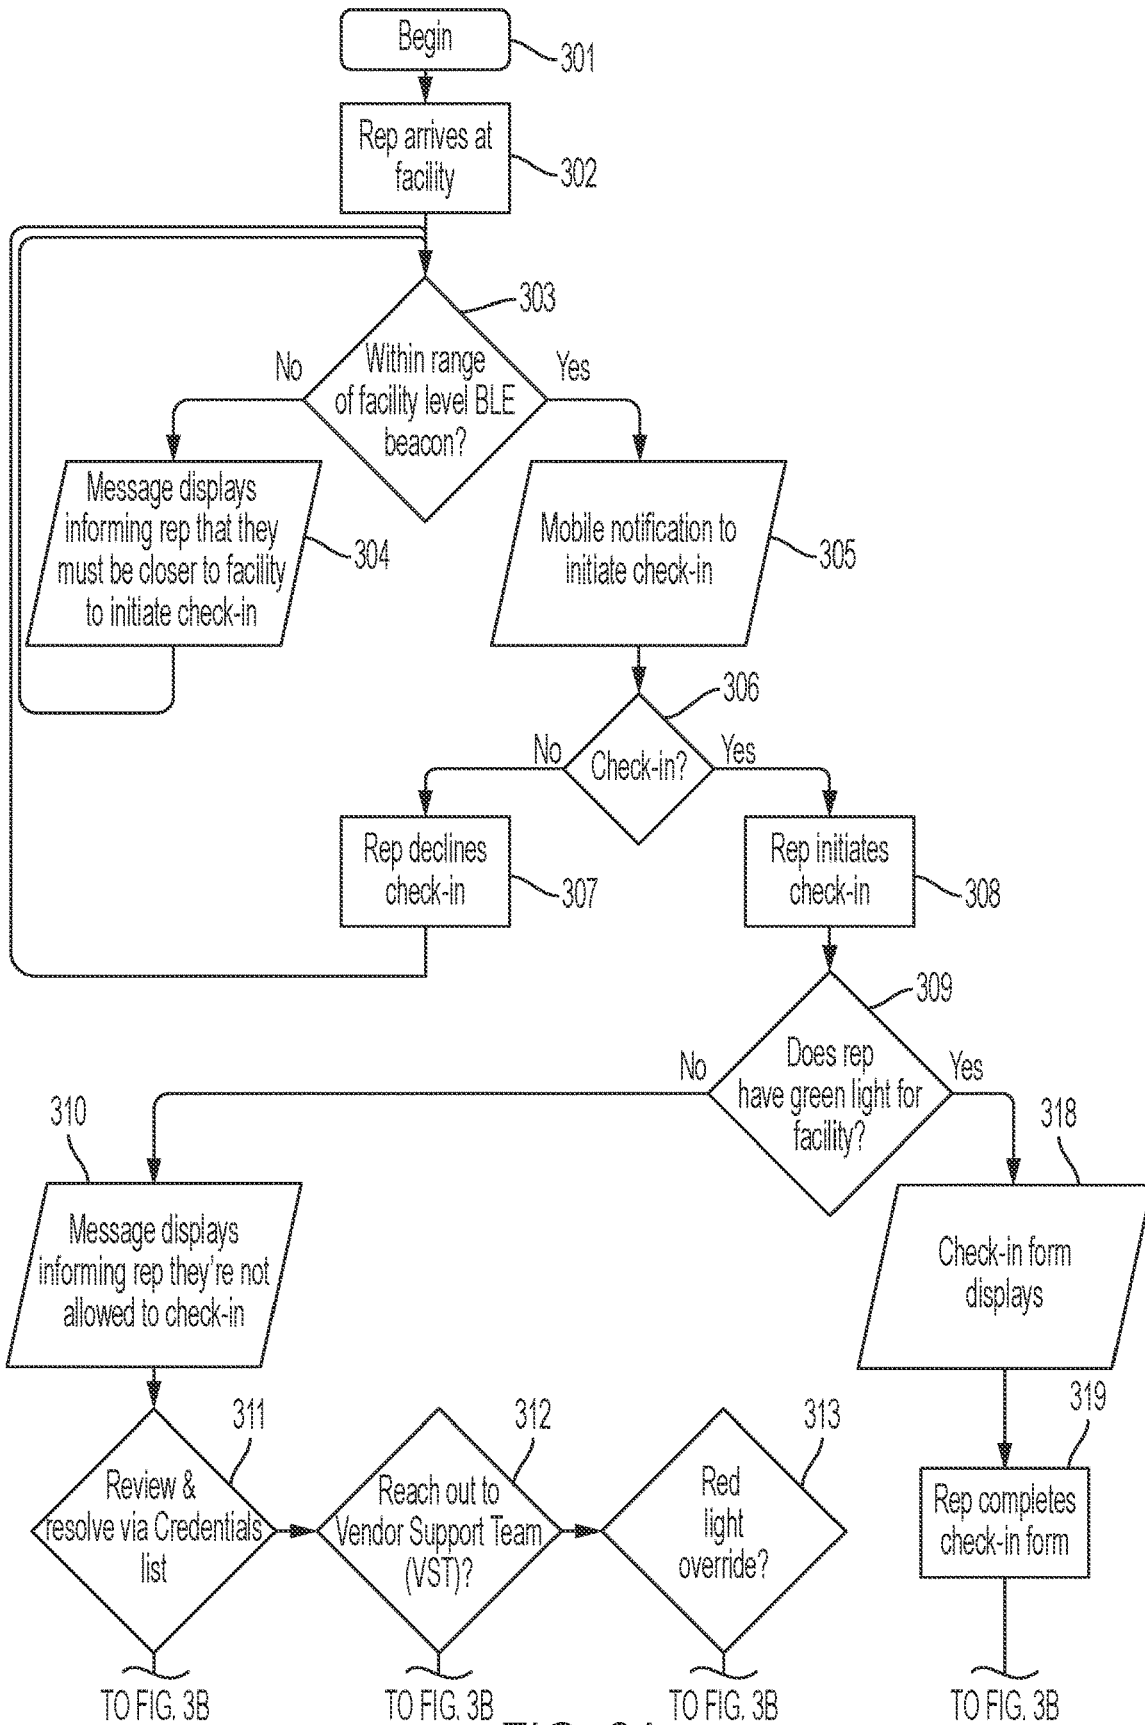 Begin
301
Rep arrives at
facility
302
303
No
Within range
of facility level BLE
beacon?
Yes
Message displays
informing rep that they
must be closer to facility
to initiate check-in
304
Mobile notification to
initiate check-in
305
306
No
Check-in?
Yes
Rep declines
check-in
307
Rep initiates
check-in
308
309
No
Does rep
have green light for
facility?
Yes
310
318
Message displays
informing rep they're not
allowed to check-in
Check-in form
displays
311
312
313
319
Review &
resolve via Credentials
list
Reach out to
Vendor Support Team
(VST)?
Red
light
override?
Rep completes
check-in form
TO FIG. 3B
TO FIG. 3B
TO FIG. 3B
TO FIG. 3B